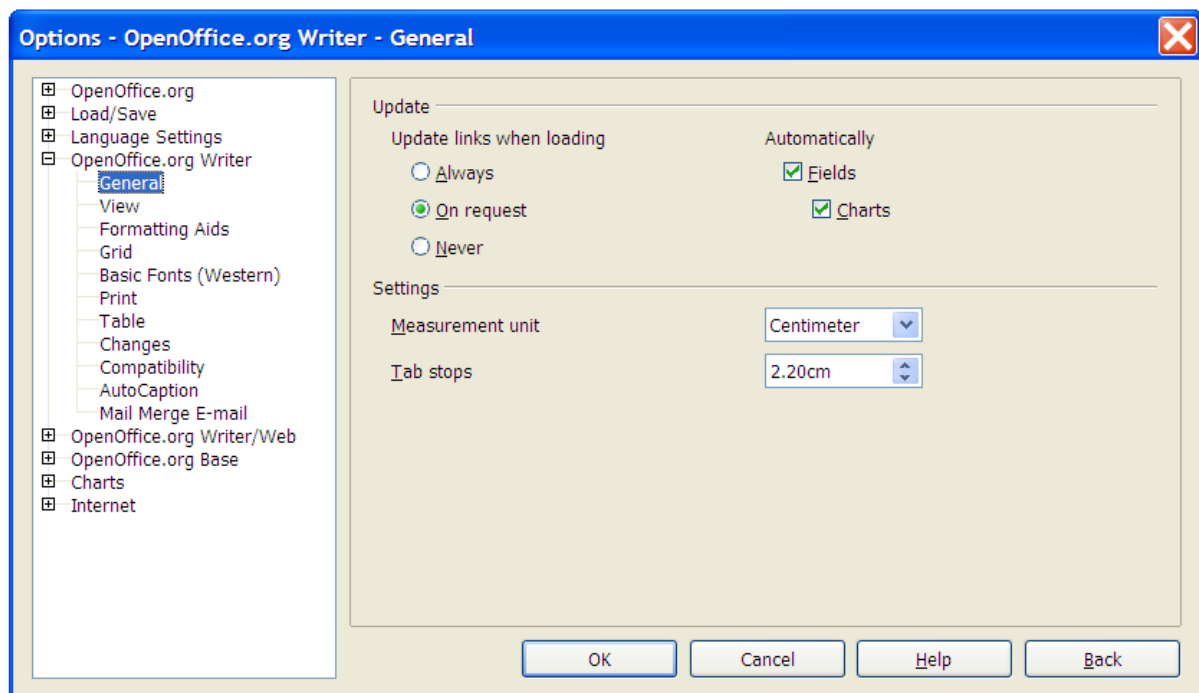 Options - OpenOffice.org Writer - General
OpenOffice.org
Load/Save
Language Settings
OpenOffice.org Writer
General
View
Formatting Aids
Grid
Basic Fonts (Western)
Print
Table
Changes
Compatibility
AutoCaption
Mail Merge E-mail
OpenOffice.org Writer/Web
OpenOffice.org Base
Charts
Internet
Update
Update links when loading
Always
On request
Never
Automatically
Fields
Charts
Settings
Measurement unit
Centimeter
Tab stops
2.20cm
OK
Cancel
Help
Back